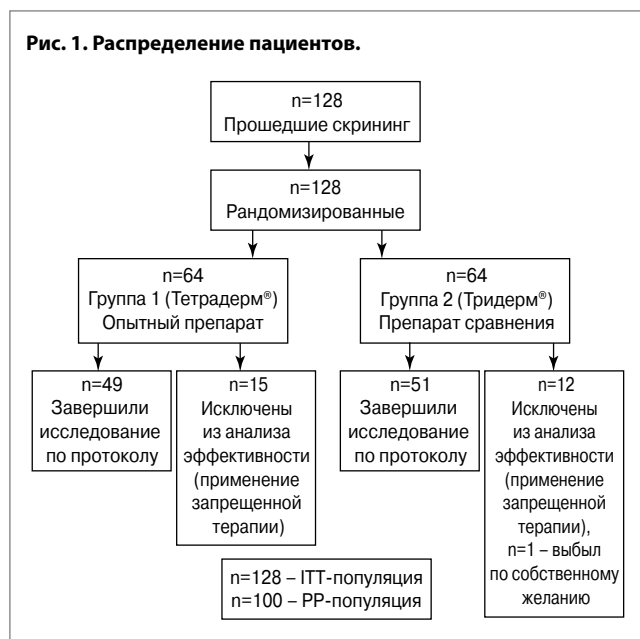 Рис. 1. Распределение пациентов.
n=128
Прошедшие скрининг
n=128
Рандомизированные
n=64
Группа 1 (Тетрадерм®)
Опытный препарат
n=64
Группа 2 (Тридерм®)
Препарат сравнения
n=49
Завершили
исследование
по протоколу
n=15
Исключены
из анализа
эффективности
(применение
запрещенной
терапии)
n=51
Завершили
исследование
по протоколу
n=12
Исключены
из анализа
эффективности
(применение
запрещенной
терапии),
n=1 – выбыл
по собственному
желанию
n=128 – ITT-популяция
n=100 – PP-популяция